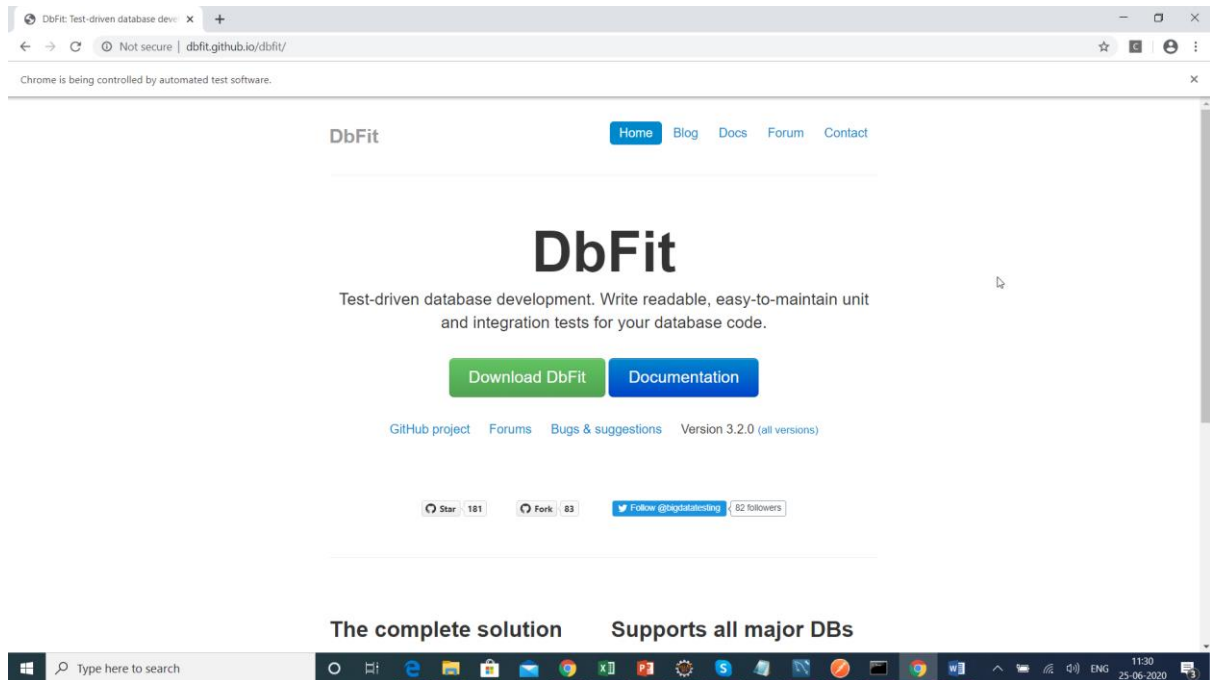 DbFit: Test-driven database deve
Not secure | dbfit.github.io/dbfit/
Chrome is being controlled by automated test software.
DbFit
Home Blog Docs Forum Contact
DbFit
Test-driven database development. Write readable, easy-to-maintain unit
and integration tests for your database code.
Download DbFit Documentation
GitHub project Forums Bugs & suggestions Version 3.2.0 (all versions)
Star 181 Fork 83 Follow @bigdatatesting 82 followers
The complete solution Supports all major DBs
Type here to search
ENG 11:30
25-06-2020
3